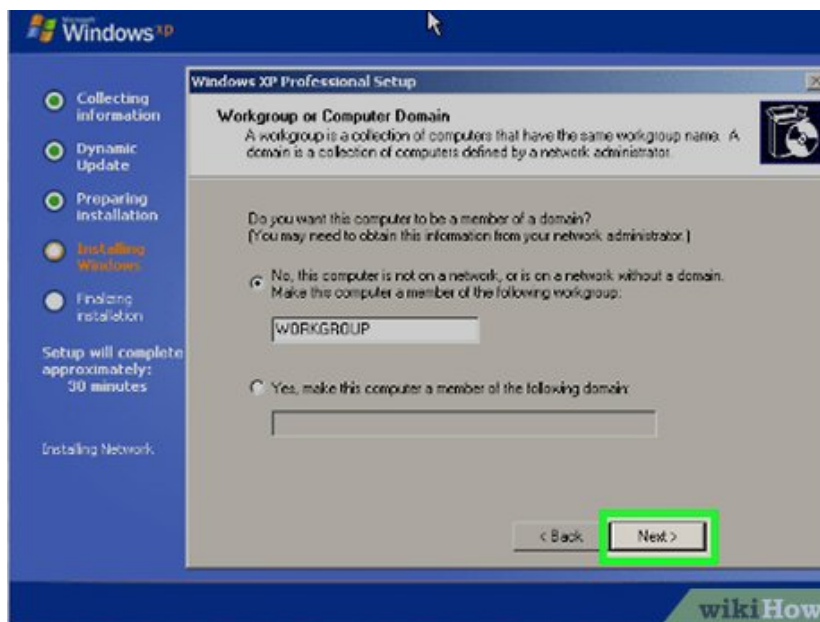 Microsoft
Windows xp
Collecting
information
Dynamic
Update
Preparing
installation
Installing
Windows
Finalizing
installation
Setup will complete
approximately:
30 minutes
Installing Network
Windows XP Professional Setup
Workgroup or Computer Domain
A workgroup is a collection of computers that have the same workgroup name. A
domain is a collection of computers defined by a network administrator.
Do you want this computer to be a member of a domain?
(You may need to obtain this information from your network administrator.)
No, this computer is not on a network, or is on a network without a domain.
Make this computer a member of the following workgroup:
WORKGROUP
Yes, make this computer a member of the following domain:
< Back
Next >
wikiHow